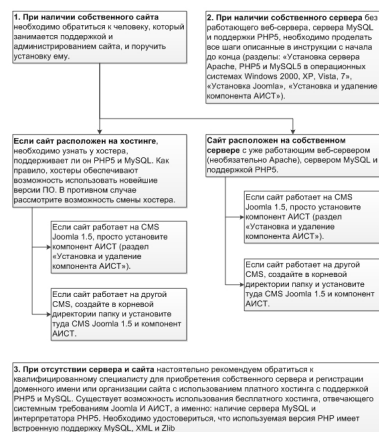 1. При наличии собственного сайта
необходимо обратиться к человеку, который
занимается поддержкой и
администрированием сайта, и поручить
установку ему.
2. При наличии собственного сервера без
работающего веб-сервера, сервера MySQL
и поддержки PHP5, необходимо проделать
все шаги описанные в инструкции с начала
до конца (разделы: «Установка сервера
Apache, PHP5 и MySQL5 в операционных
системах Windows 2000, XP, Vista, 7»,
«Установка Joomla», «Установка и удаление
компонента АИСТ»).
Если сайт расположен на хостинге,
необходимо узнать у хостера,
поддерживает ли он PHP5 и MySQL. Как
правило, хостеры обеспечивают
возможность использовать новейшие
версии ПО. В противном случае
рассмотрите возможность смены хостера.
Если сайт работает на CMS
Joomla 1.5, просто установите
компонент АИСТ (раздел
«Установка и удаление
компонента АИСТ»).
Если сайт работает на другой
CMS, создайте в корневой
директории папку и установите
туда CMS Joomla 1.5 и компонент
АИСТ.
Сайт расположен на собственном
сервере с уже работающим веб-сервером
(необязательно Apache), сервером MySQL и
поддержкой PHP5.
Если сайт работает на CMS
Joomla 1.5, просто установите
компонент АИСТ (раздел
«Установка и удаление
компонента АИСТ»).
Если сайт работает на другой
CMS, создайте в корневой
директории папку и установите
туда CMS Joomla 1.5 и компонент
АИСТ.
3. При отсутствии сервера и сайта настоятельно рекомендуем обратиться к
квалифицированному специалисту для приобретения собственного сервера и регистрации
доменного имени или организации сайта с использованием платного хостинга с поддержкой
PHP5 и MySQL. Существует возможность использования бесплатного хостинга, отвечающего
системным требованиям Joomla И АИСТ, а именно: наличие сервера MySQL и
интерпретатора PHP5. Необходимо удостовериться, что используемая версия PHP имеет
встроенную поддержку MySQL, XML и Zlib